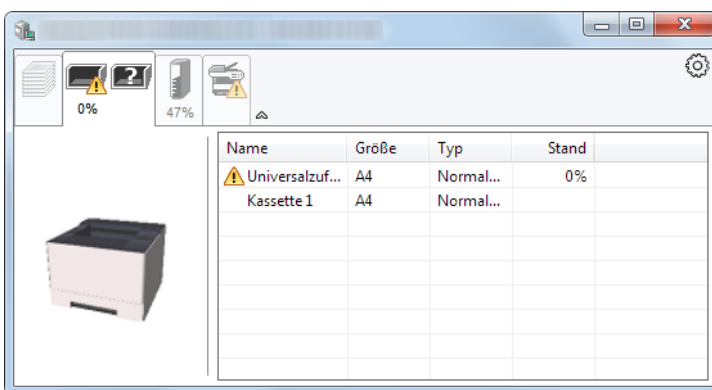 ?
0%
47%
Name Größe Typ Stand
Universalzuf... A4 Normal... 0%
Kassette 1 A4 Normal...